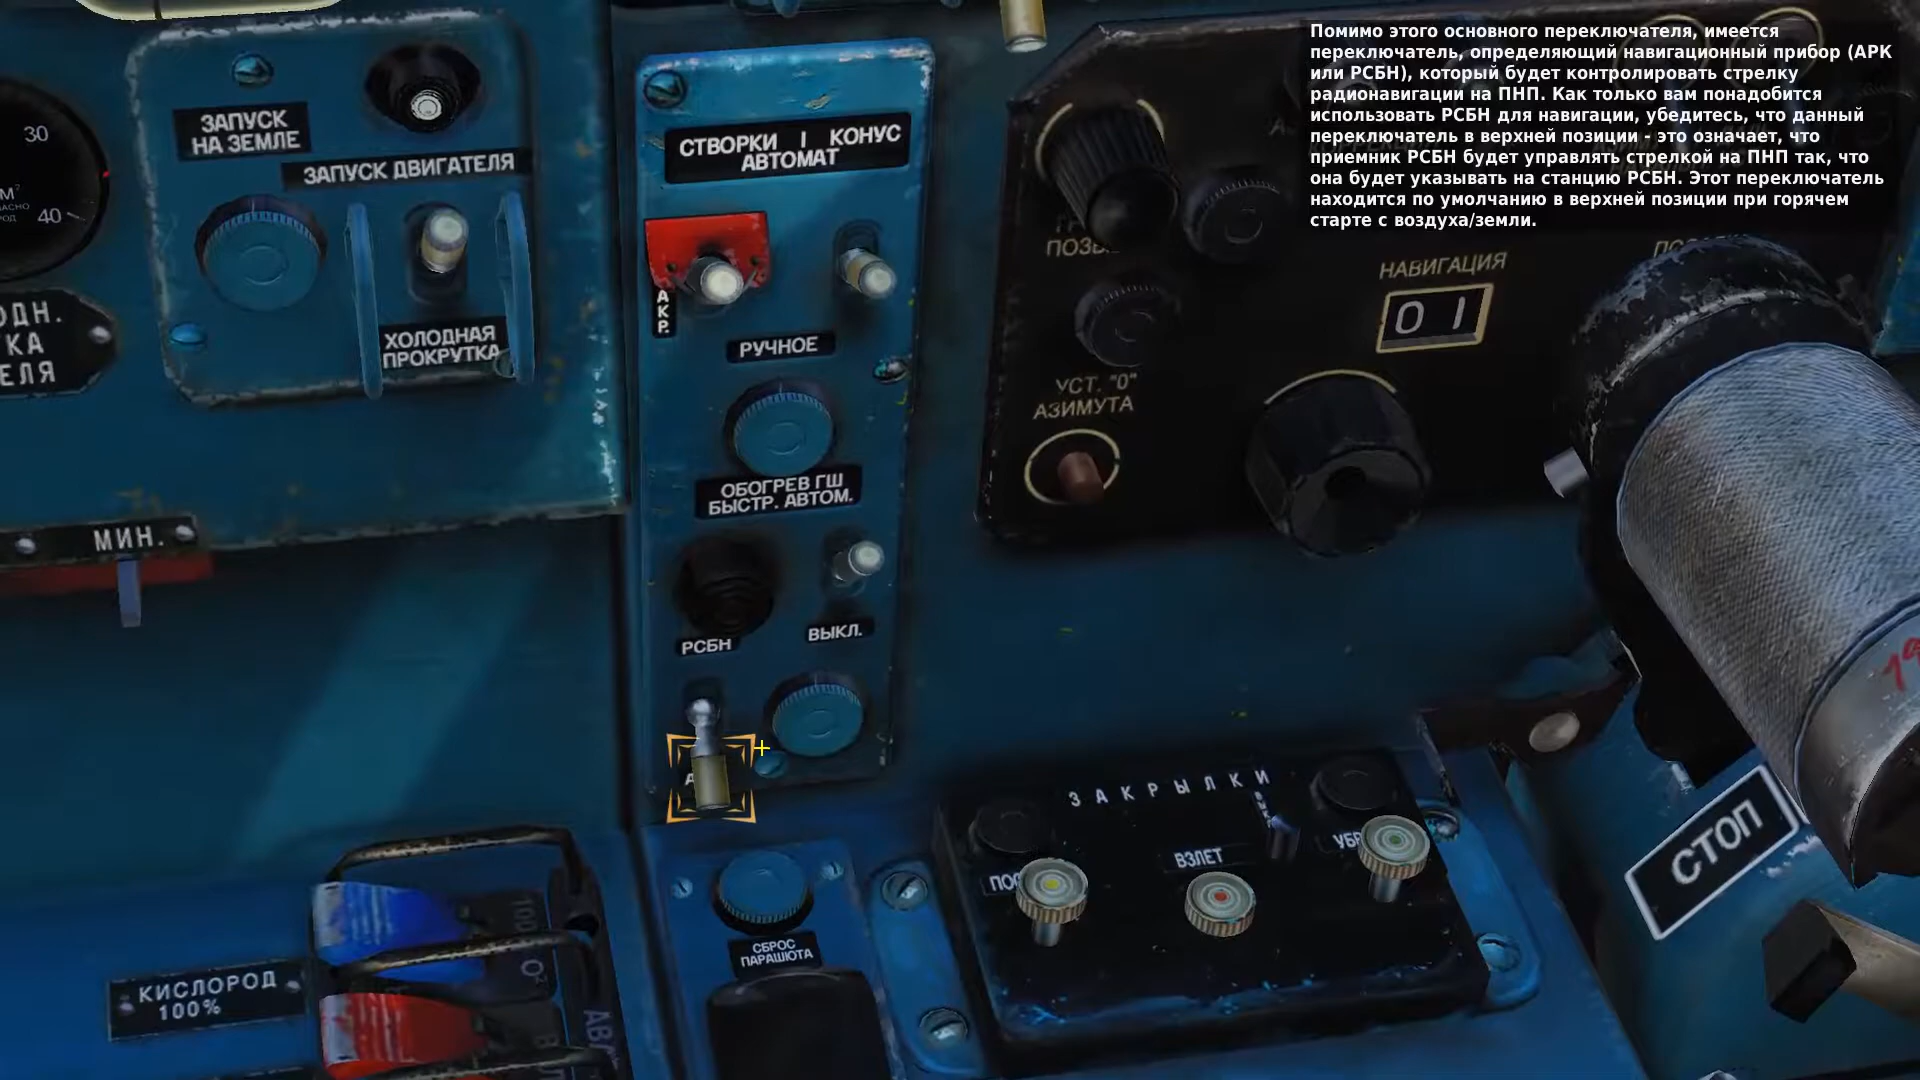 Помимо этого основного переключателя, имеется
переключатель, определяющий навигационный прибор (АРК
или РСБН), который будет контролировать стрелку
радионавигации на ПНП. Как только вам понадобится
использовать РСБН для навигации, убедитесь, что данный
переключатель в верхней позиции - это означает, что
приемник РСБН будет управлять стрелкой на ПНП так, что
она будет указывать на станцию РСБН. Этот переключатель
находится по умолчанию в верхней позиции при горячем
старте с воздуха/земли.
30
40
ЗАПУСК
НА ЗЕМЛЕ
ЗАПУСК ДВИГАТЕЛЯ
ХОЛОДНАЯ
ПРОКРУТКА
СТВОРКИ I КОНУС
АВТОМАТ
АКР.
РУЧНОЕ
ОБОГРЕВ ГШ
БЫСТР. АВТОМ.
РСБН
ВЫКЛ.
НАВИГАЦИЯ
01
УСТ. "0"
АЗИМУТА
МИН.
ЗАКРЫЛКИ
ВЗЛЕТ
СТОП
СБРОС
ПАРАШЮТА
КИСЛОРОД
100%